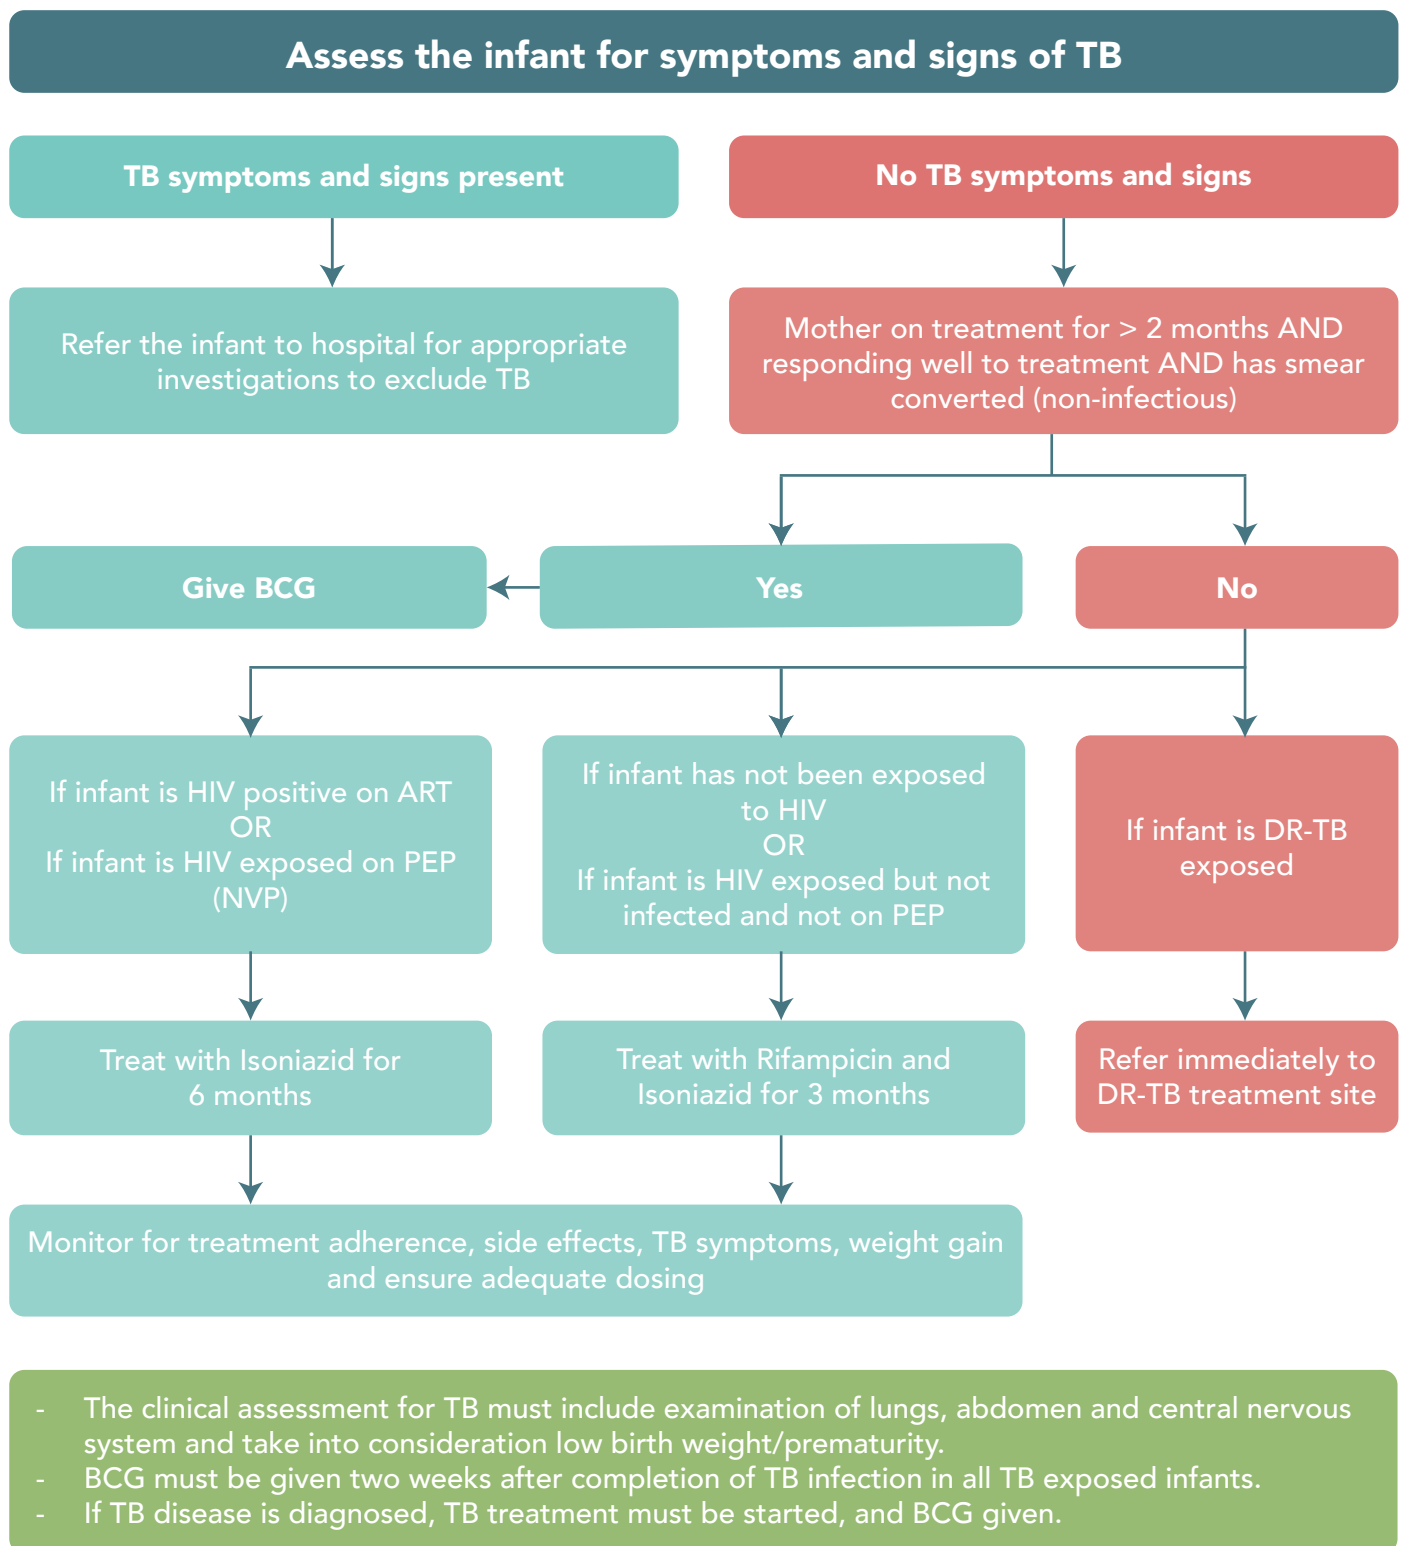 Assess the infant for symptoms and signs of TB
TB symptoms and signs present
No TB symptoms and signs
Refer the infant to hospital for appropriate
investigations to exclude TB
Mother on treatment for > 2 months AND
responding well to treatment AND has smear
converted (non-infectious)
Give BCG
Yes
No
If infant is HIV positive on ART
OR
If infant is HIV exposed on PEP
(NVP)
If infant has not been exposed
to HIV
OR
If infant is HIV exposed but not
infected and not on PEP
If infant is DR-TB
exposed
Treat with Isoniazid for
6 months
Treat with Rifampicin and
Isoniazid for 3 months
Refer immediately to
DR-TB treatment site
Monitor for treatment adherence, side effects, TB symptoms, weight gain
and ensure adequate dosing
- The clinical assessment for TB must include examination of lungs, abdomen and central nervous
system and take into consideration low birth weight/prematurity.
- BCG must be given two weeks after completion of TB infection in all TB exposed infants.
- If TB disease is diagnosed, TB treatment must be started, and BCG given.